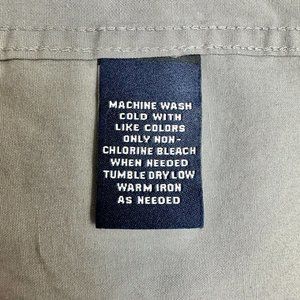 MACHINE WASH
COLD WITH
LIKE COLORS
ONLY NON-
CHLORINE BLEACH
WHEN NEEDED
TUMBLE DRY LOW
WARM IRON
AS NEEDED